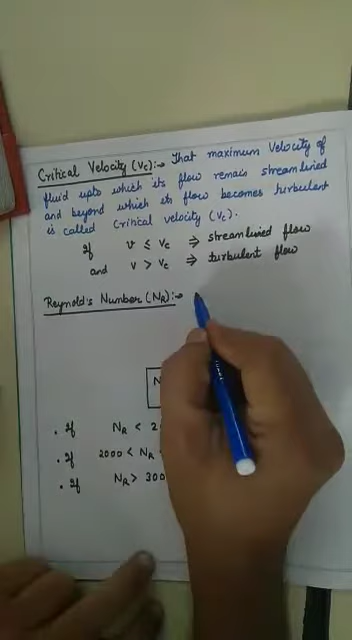 Critical Velocity (Vc):→ That maximum velocity of
fluid upto which its flow remain streamlined
and beyond which its flow becomes turbulent
is called Critical velocity (Vc).
If v ≤ vc ⇒ streamlined flow
and v > vc ⇒ turbulent flow
Reynold's Number (NR):→
N
. If NR < 2
. If 2000 < NR
. If NR > 300